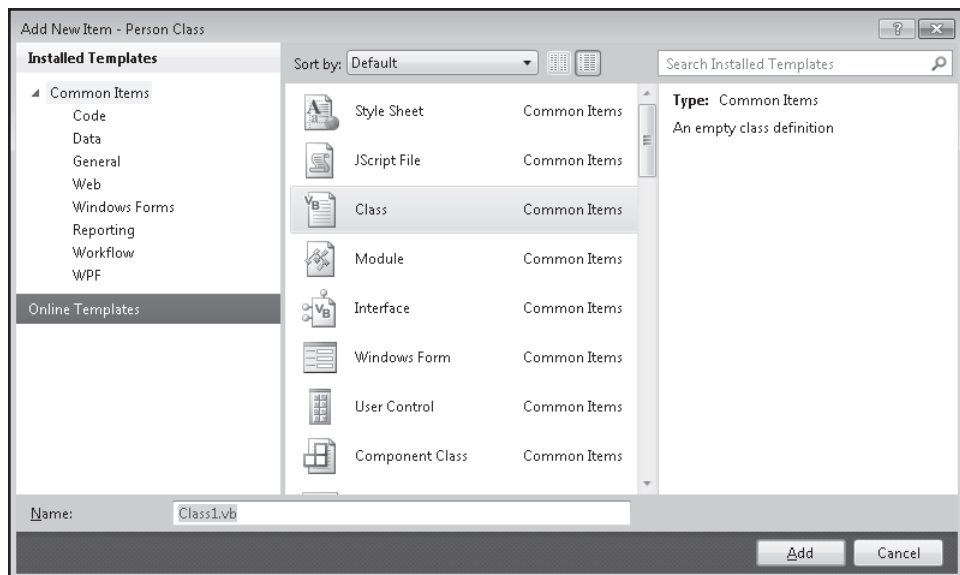 Add New Item - Person Class
Installed Templates
Common Items
Code
Data
General
Web
Windows Forms
Reporting
Workflow
WPF
Online Templates
Sort by: Default
Style Sheet Common Items
JScript File Common Items
Class Common Items
Module Common Items
Interface Common Items
Windows Form Common Items
User Control Common Items
Component Class Common Items
Search Installed Templates
Type: Common Items
An empty class definition
Name: Class1.vb
Add Cancel